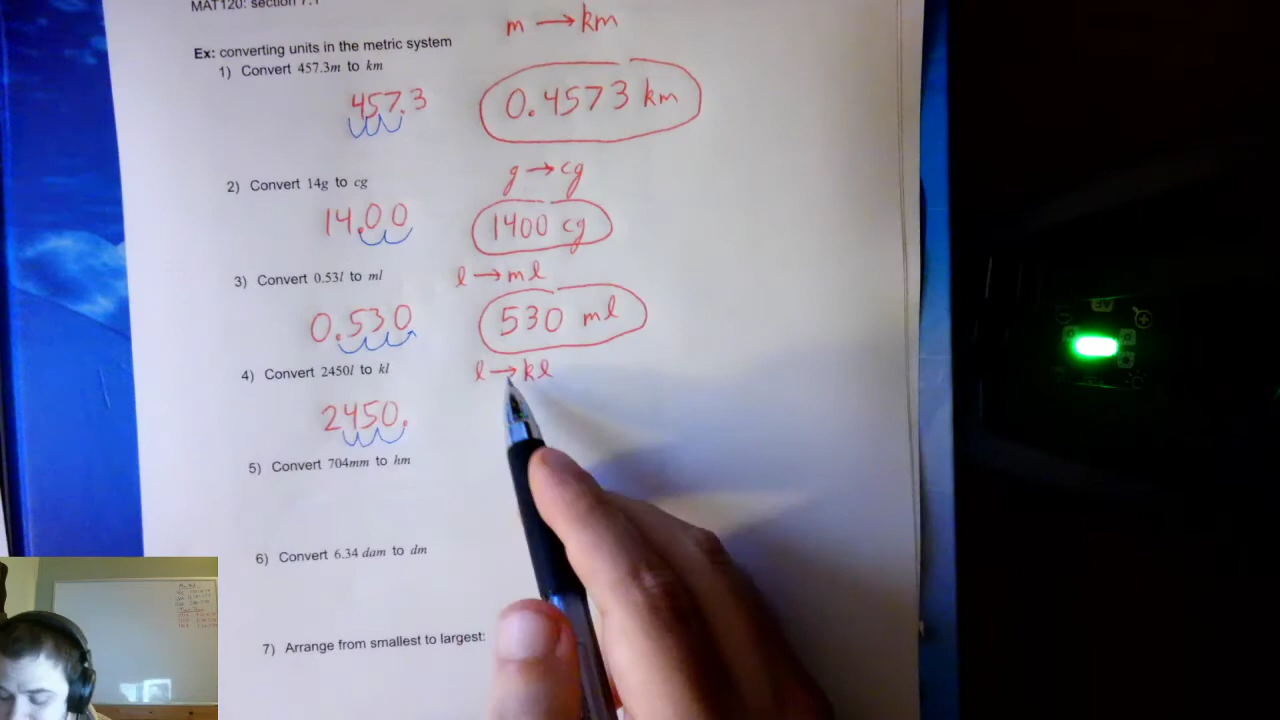 MAT120: section 7.1
m → km
Ex: converting units in the metric system
1) Convert 457.3m to km
457.3
0.4573 km
g → cg
2) Convert 14g to cg
14.00
1400 cg
l → ml
3) Convert 0.53l to ml
0.530
530 ml
l → kl
4) Convert 2450l to kl
2450.
5) Convert 704mm to hm
6) Convert 6.34 dam to dm
7) Arrange from smallest to largest:
AF